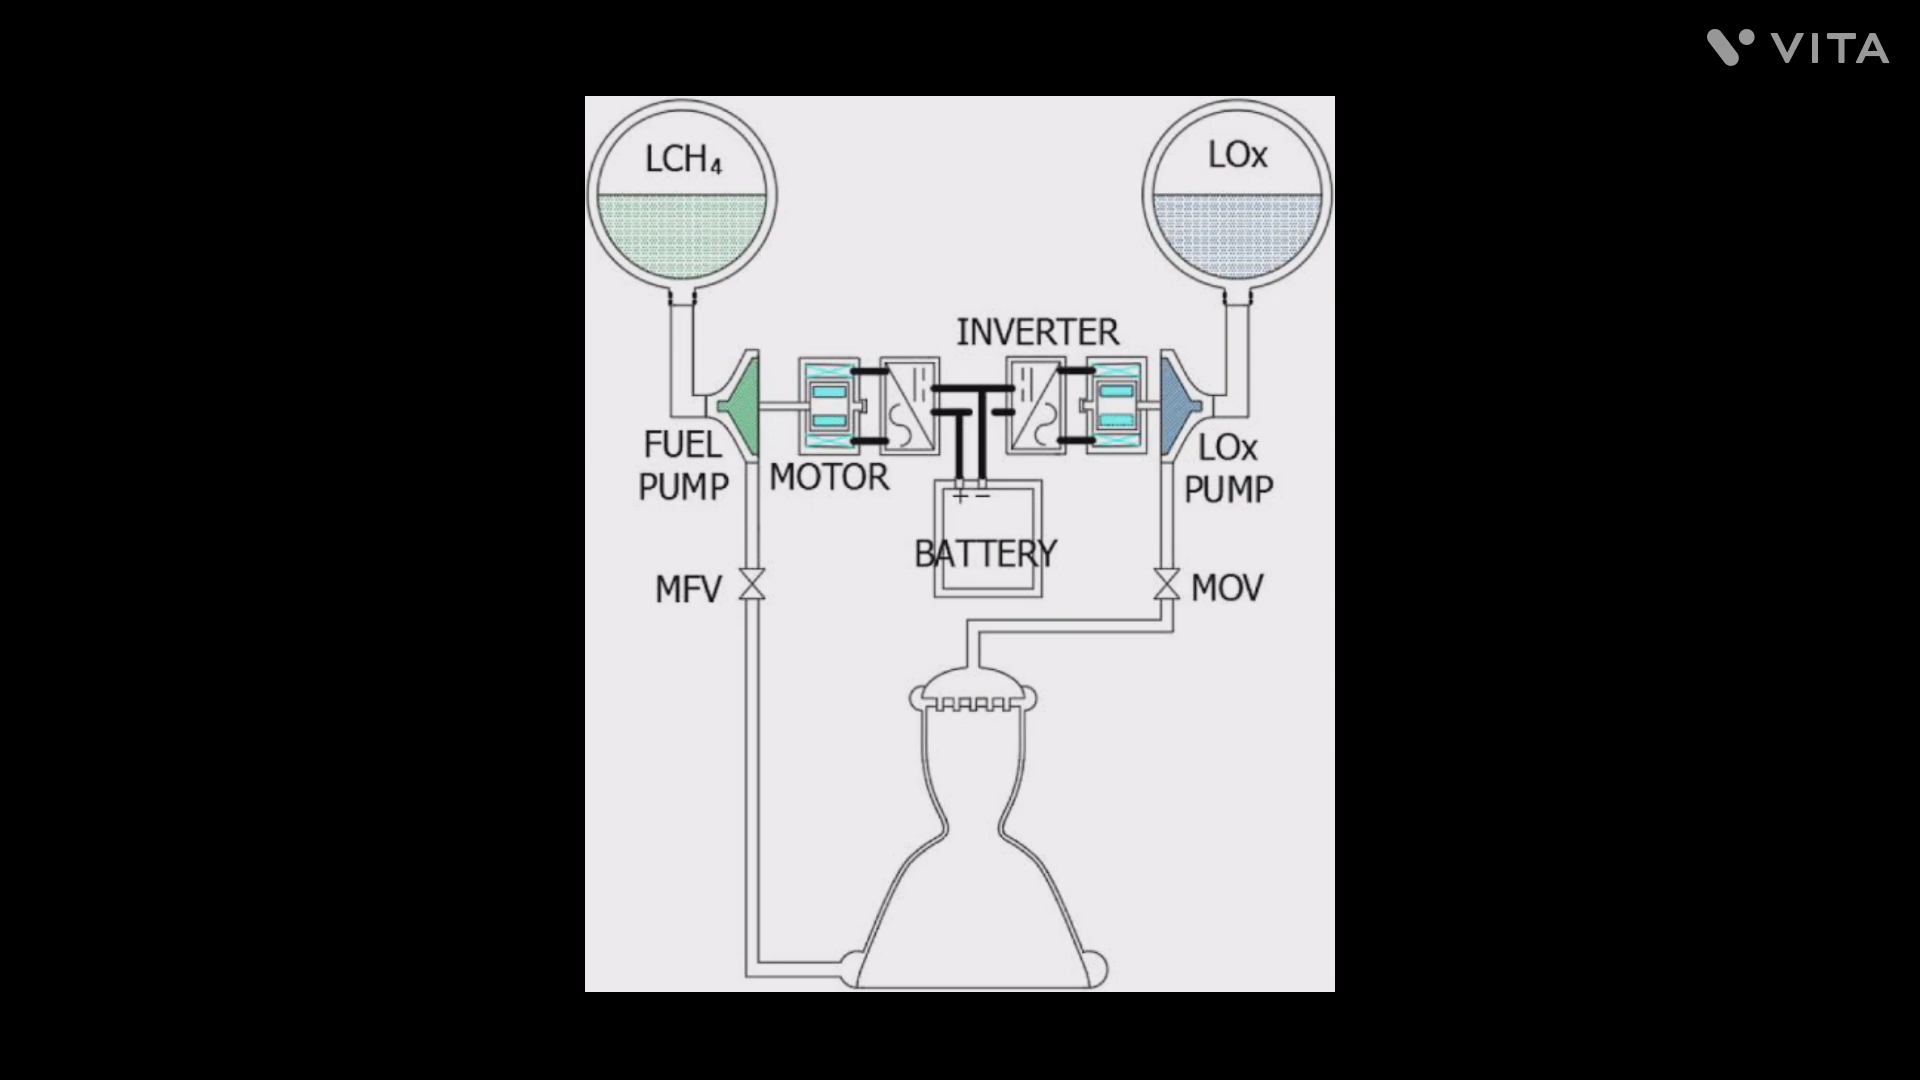 VITA
LCH₄
LOx
INVERTER
FUEL
PUMP
MOTOR
LOx
PUMP
+ −
BATTERY
MFV
MOV